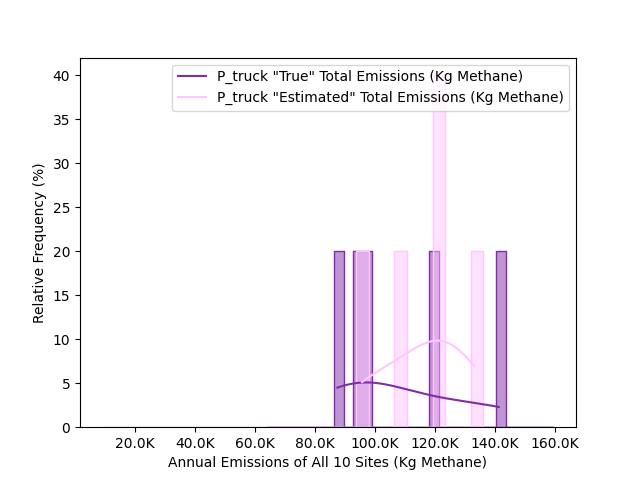 P_truck "True" Total Emissions (Kg Methane)
P_truck "Estimated" Total Emissions (Kg Methane)
40
35
30
25
20
15
10
5
0
Relative Frequency (%)
20.0K 40.0K 60.0K 80.0K 100.0K 120.0K 140.0K 160.0K
Annual Emissions of All 10 Sites (Kg Methane)